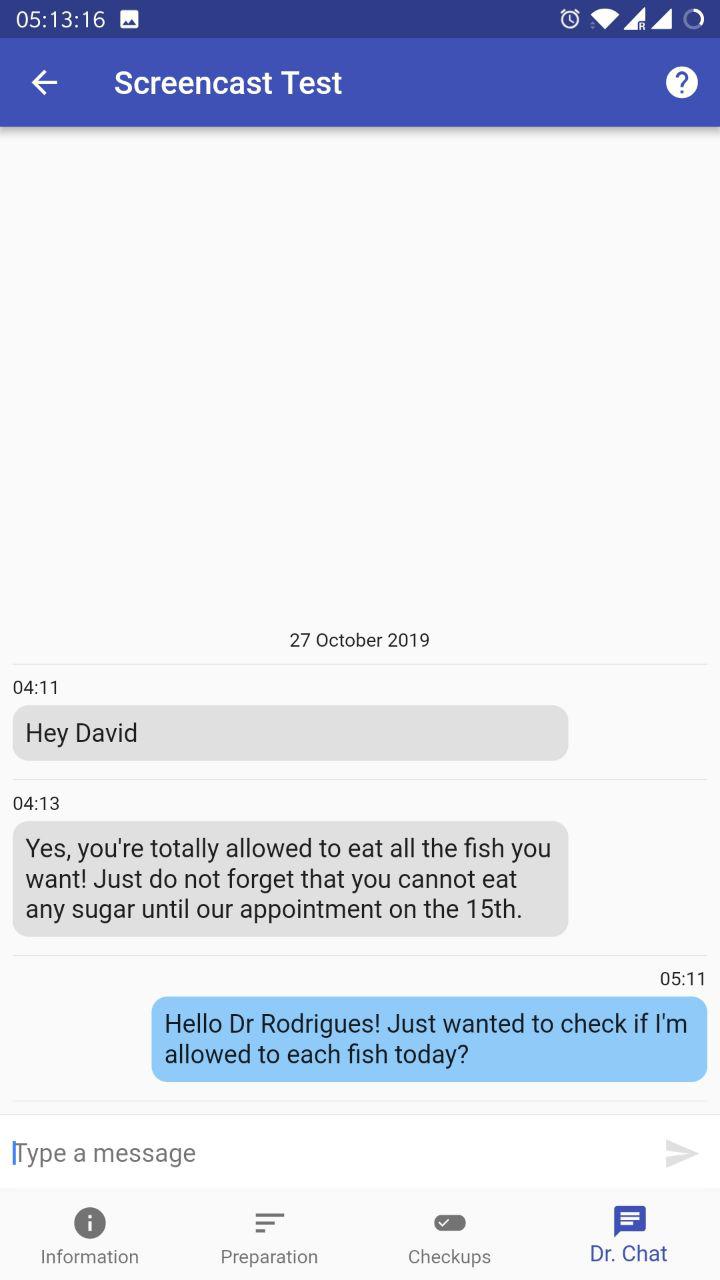 05:13:16
R
Screencast Test
?
27 October 2019
04:11
Hey David
04:13
Yes, you're totally allowed to eat all the fish you
want! Just do not forget that you cannot eat
any sugar until our appointment on the 15th.
05:11
Hello Dr Rodrigues! Just wanted to check if I'm
allowed to each fish today?
Type a message
Information
Preparation
Checkups
Dr. Chat